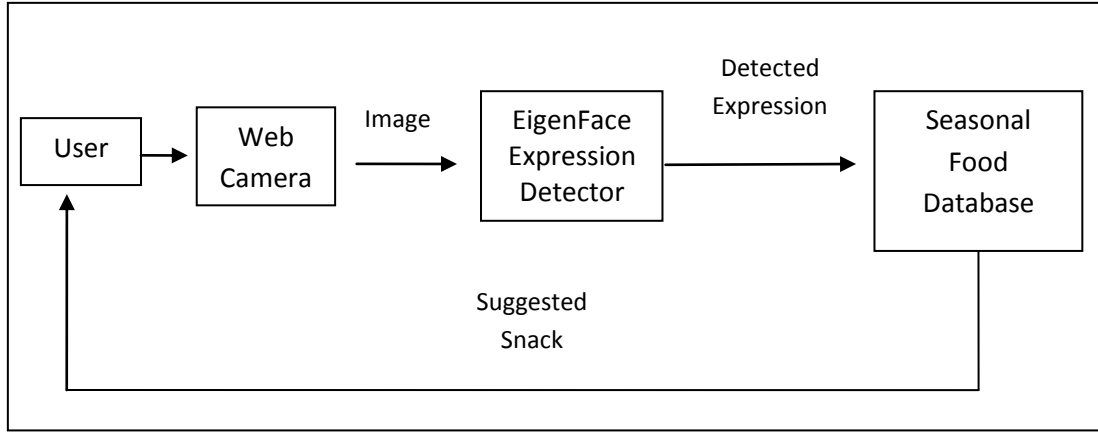 User
Web
Camera
Image
EigenFace
Expression
Detector
Detected
Expression
Seasonal
Food
Database
Suggested
Snack